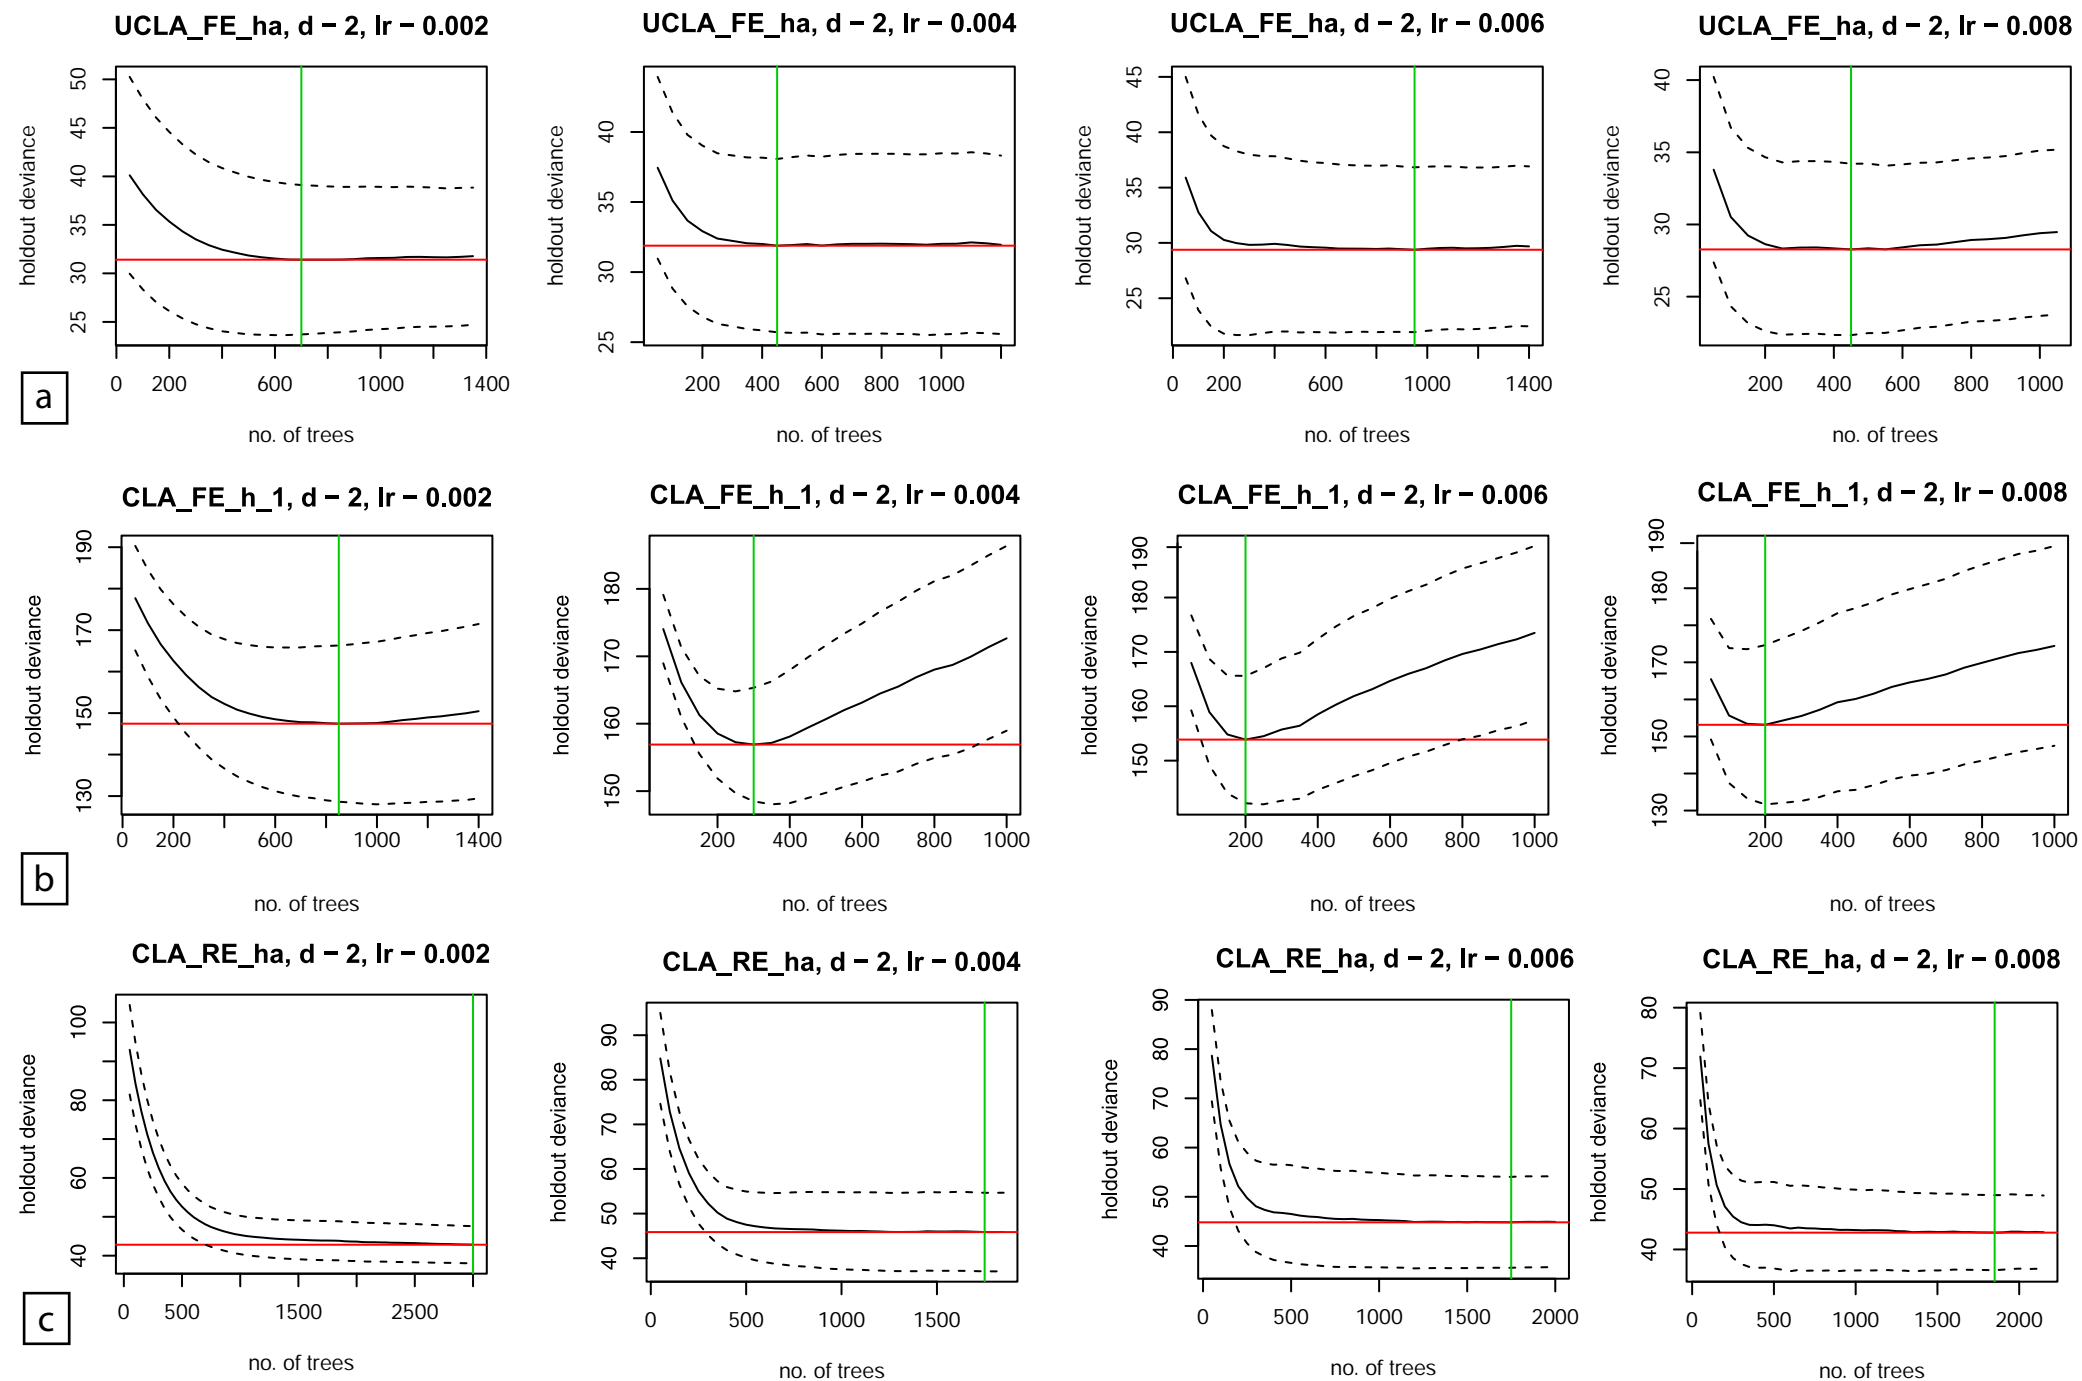 UCLA_FE_ha, d − 2, lr − 0.002
UCLA_FE_ha, d − 2, lr − 0.004
UCLA_FE_ha, d − 2, lr − 0.006
UCLA_FE_ha, d − 2, lr − 0.008
holdout deviance
25 30 35 40 45 50
0 200 600 1000 1400
no. of trees
holdout deviance
25 30 35 40
200 400 600 800 1000
no. of trees
holdout deviance
25 30 35 40 45
0 200 600 1000 1400
no. of trees
holdout deviance
25 30 35 40
200 400 600 800 1000
no. of trees
a
CLA_FE_h_1, d − 2, lr − 0.002
CLA_FE_h_1, d − 2, lr − 0.004
CLA_FE_h_1, d − 2, lr − 0.006
CLA_FE_h_1, d − 2, lr − 0.008
holdout deviance
130 150 170 190
0 200 600 1000 1400
no. of trees
holdout deviance
150 160 170 180
200 400 600 800 1000
no. of trees
holdout deviance
150 160 170 180 190
200 400 600 800 1000
no. of trees
holdout deviance
130 150 170 180 190
200 400 600 800 1000
no. of trees
b
CLA_RE_ha, d − 2, lr − 0.002
CLA_RE_ha, d − 2, lr − 0.004
CLA_RE_ha, d − 2, lr − 0.006
CLA_RE_ha, d − 2, lr − 0.008
holdout deviance
40 60 80 100
0 500 1500 2500
no. of trees
holdout deviance
40 50 60 70 80 90
0 500 1000 1500
no. of trees
holdout deviance
40 50 60 70 80 90
0 500 1000 1500 2000
no. of trees
holdout deviance
40 50 60 70 80
0 500 1000 1500 2000
no. of trees
c